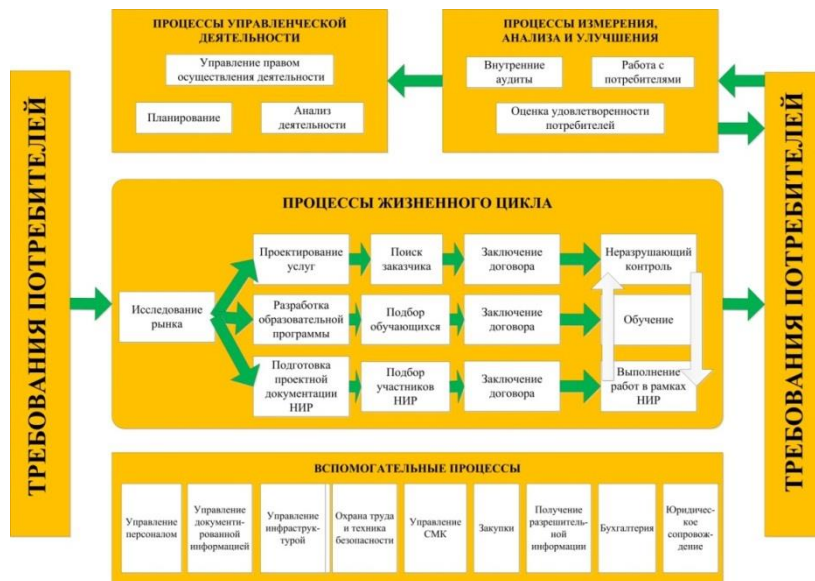 ТРЕБОВАНИЯ ПОТРЕБИТЕЛЕЙ
ПРОЦЕССЫ УПРАВЛЕНЧЕСКОЙ
ДЕЯТЕЛЬНОСТИ
Управление правом
осуществления деятельности
Планирование
Анализ
деятельности
ПРОЦЕССЫ ИЗМЕРЕНИЯ,
АНАЛИЗА И УЛУЧШЕНИЯ
Внутренние
аудиты
Работа с
потребителями
Оценка удовлетворенности
потребителей
ПРОЦЕССЫ ЖИЗНЕННОГО ЦИКЛА
Исследование
рынка
Проектирование
услуг
Поиск
заказчика
Заключение
договора
Неразрушающий
контроль
Разработка
образовательной
программы
Подбор
обучающихся
Заключение
договора
Обучение
Подготовка
проектной
документации
НИР
Подбор
участников
НИР
Заключение
договора
Выполнение
работ в рамках
НИР
ВСПОМОГАТЕЛЬНЫЕ ПРОЦЕССЫ
Управление
персоналом
Управление
документи-
рованной
информацией
Управление
инфраструк-
турой
Охрана труда
и техника
безопасности
Управление
СМК
Закупки
Получение
разрешитель-
ной
информации
Бухгалтерия
Юридичес-
кое
сопровож-
дение
ТРЕБОВАНИЯ ПОТРЕБИТЕЛЕЙ